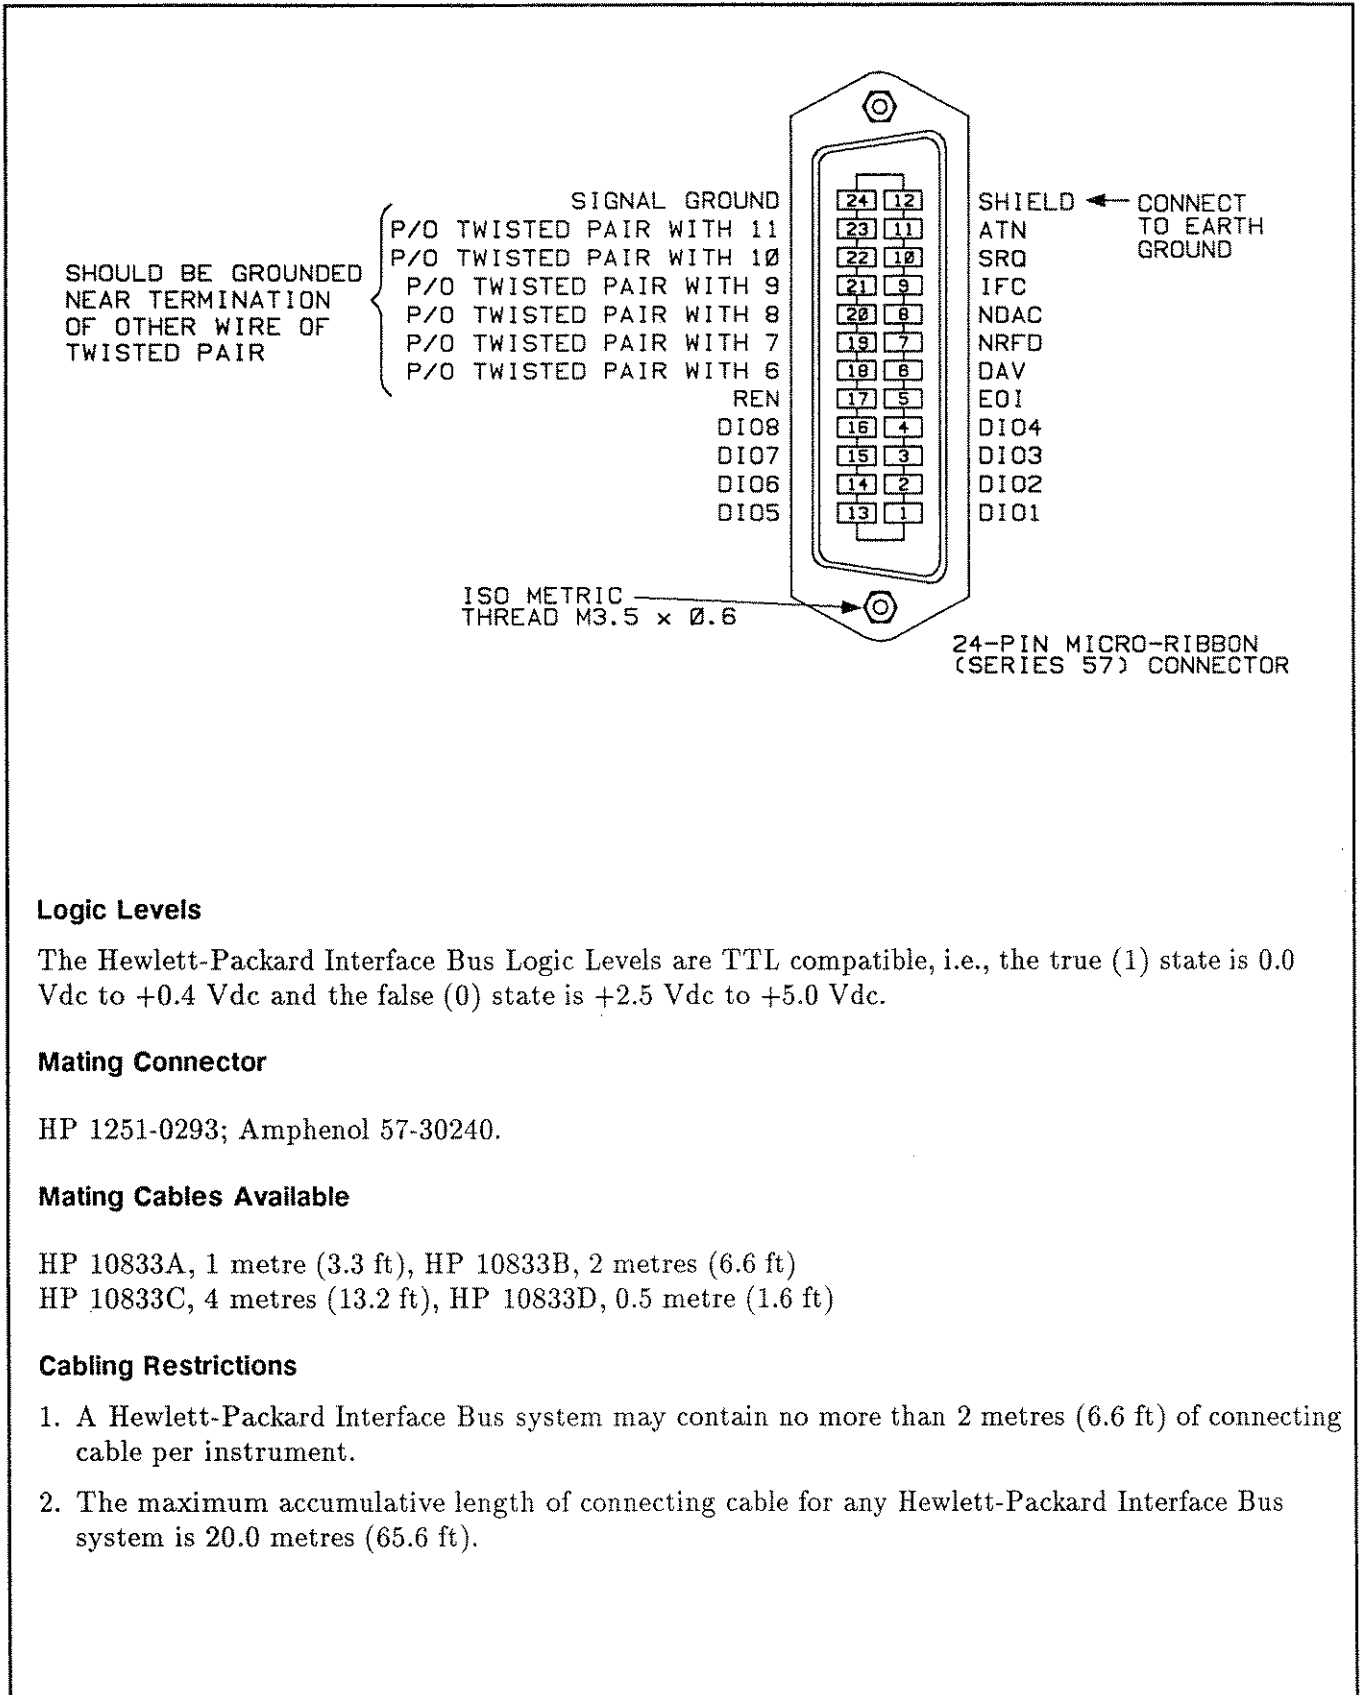 SIGNAL GROUND 24 12 SHIELD CONNECT TO EARTH GROUND
P/O TWISTED PAIR WITH 11 23 11 ATN
P/O TWISTED PAIR WITH 10 22 10 SRQ
P/O TWISTED PAIR WITH 9 21 9 IFC
P/O TWISTED PAIR WITH 8 20 8 NDAC
P/O TWISTED PAIR WITH 7 19 7 NRFD
P/O TWISTED PAIR WITH 6 18 6 DAV
SHOULD BE GROUNDED
NEAR TERMINATION
OF OTHER WIRE OF
TWISTED PAIR
REN 17 5 EOI
DIO8 16 4 DIO4
DIO7 15 3 DIO3
DIO6 14 2 DIO2
DIO5 13 1 DIO1
ISO METRIC
THREAD M3.5 × 0.6
24-PIN MICRO-RIBBON
(SERIES 57) CONNECTOR
Logic Levels
The Hewlett-Packard Interface Bus Logic Levels are TTL compatible, i.e., the true (1) state is 0.0
Vdc to +0.4 Vdc and the false (0) state is +2.5 Vdc to +5.0 Vdc.
Mating Connector
HP 1251-0293; Amphenol 57-30240.
Mating Cables Available
HP 10833A, 1 metre (3.3 ft), HP 10833B, 2 metres (6.6 ft)
HP 10833C, 4 metres (13.2 ft), HP 10833D, 0.5 metre (1.6 ft)
Cabling Restrictions
1. A Hewlett-Packard Interface Bus system may contain no more than 2 metres (6.6 ft) of connecting
cable per instrument.
2. The maximum accumulative length of connecting cable for any Hewlett-Packard Interface Bus
system is 20.0 metres (65.6 ft).